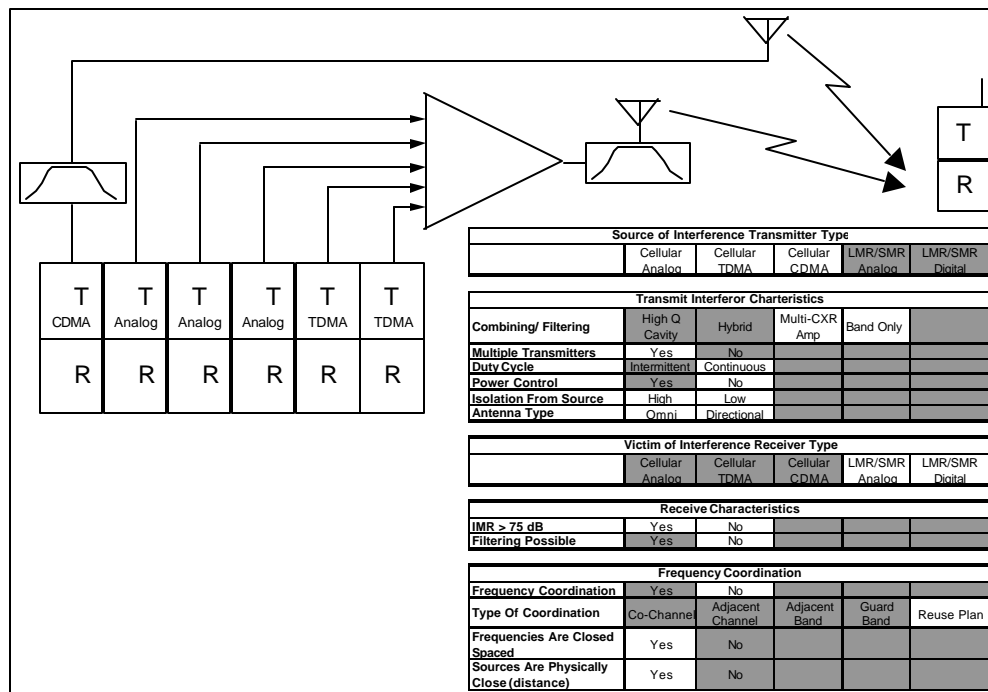 T
R
T
T
T
T
T
T
CDMA
Analog
Analog
Analog
TDMA
TDMA
R
R
R
R
R
R
Source of Interference Transmitter Type
Cellular Analog
Cellular TDMA
Cellular CDMA
LMR/SMR Analog
LMR/SMR Digital
Transmit Interferor Charteristics
Combining/ Filtering
High Q Cavity
Hybrid
Multi-CXR Amp
Band Only
Multiple Transmitters Yes No
Duty Cycle Intermittent Continuous
Power Control Yes No
Isolation From Source High Low
Antenna Type Omni Directional
Victim of Interference Receiver Type
Cellular Analog
Cellular TDMA
Cellular CDMA
LMR/SMR Analog
LMR/SMR Digital
Receive Characteristics
IMR > 75 dB Yes No
Filtering Possible Yes No
Frequency Coordination
Frequency Coordination Yes No
Type Of Coordination
Co-Channel
Adjacent Channel
Adjacent Band
Guard Band
Reuse Plan
Frequencies Are Closed Spaced
Yes No
Sources Are Physically Close (distance)
Yes No